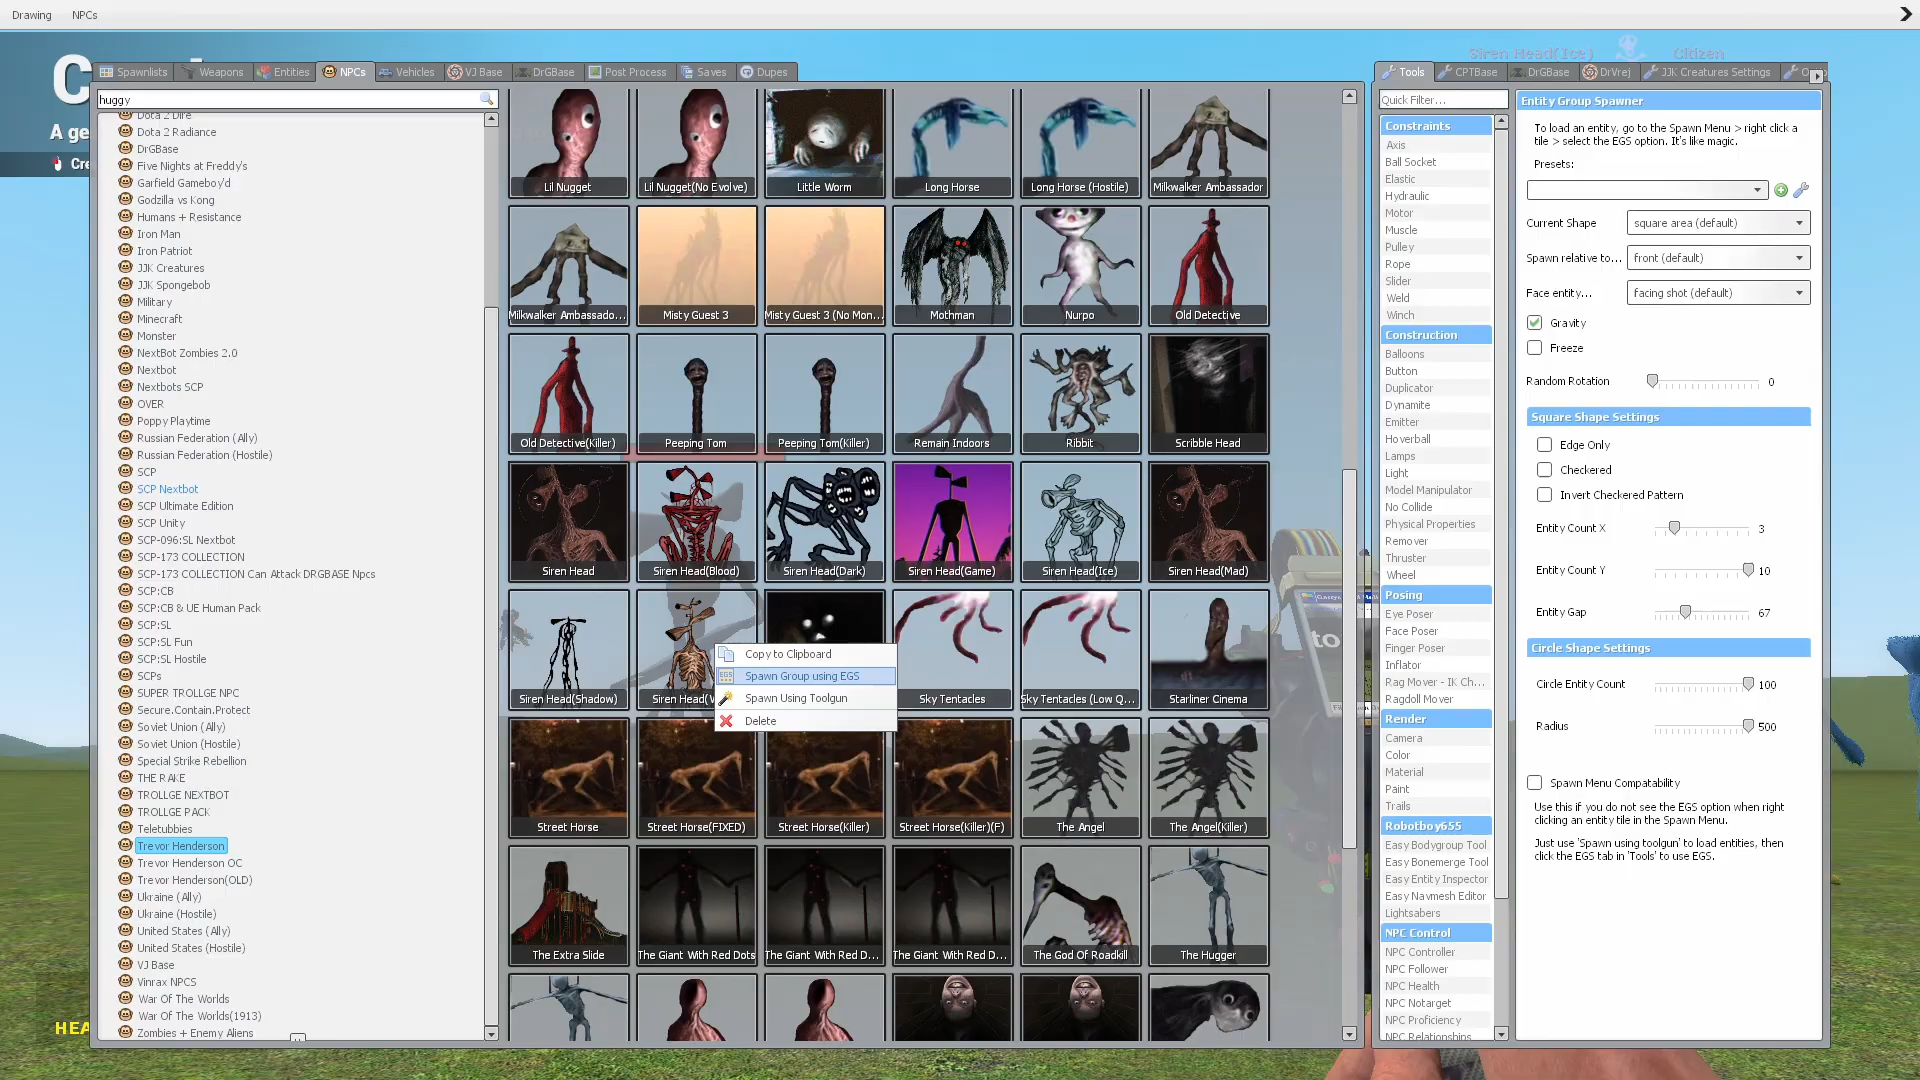 Drawing NPCs
Siren Head(Ice) Citizen
C
A ge
Cre
HEA
to
Spawnlists Weapons Entities NPCs Vehicles VJ Base DrGBase Post Process Saves Dupes
huggy
Dota 2 Dire
Dota 2 Radiance
DrGBase
Five Nights at Freddy's
Garfield Gameboy'd
Godzilla vs Kong
Humans + Resistance
Iron Man
Iron Patriot
JJK Creatures
JJK Spongebob
Military
Minecraft
Monster
NextBot Zombies 2.0
Nextbot
Nextbots SCP
OVER
Poppy Playtime
Russian Federation (Ally)
Russian Federation (Hostile)
SCP
SCP Nextbot
SCP Ultimate Edition
SCP Unity
SCP-096:SL Nextbot
SCP-173 COLLECTION
SCP-173 COLLECTION Can Attack DRGBASE Npcs
SCP:CB
SCP:CB & UE Human Pack
SCP:SL
SCP:SL Fun
SCP:SL Hostile
SCPs
SUPER TROLLGE NPC
Secure.Contain.Protect
Soviet Union (Ally)
Soviet Union (Hostile)
Special Strike Rebellion
THE RAKE
TROLLGE NEXTBOT
TROLLGE PACK
Teletubbies
Trevor Henderson
Trevor Henderson OC
Trevor Henderson(OLD)
Ukraine (Ally)
Ukraine (Hostile)
United States (Ally)
United States (Hostile)
VJ Base
Vinrax NPCS
War Of The Worlds
War Of The Worlds(1913)
Zombies + Enemy Aliens
Lil Nugget Lil Nugget(No Evolve) Little Worm Long Horse Long Horse (Hostile) Milkwalker Ambassador
Milkwalker Ambassado... Misty Guest 3 Misty Guest 3 (No Mon... Mothman Nurpo Old Detective
Old Detective(Killer) Peeping Tom Peeping Tom(Killer) Remain Indoors Ribbit Scribble Head
Siren Head Siren Head(Blood) Siren Head(Dark) Siren Head(Game) Siren Head(Ice) Siren Head(Mad)
Siren Head(Shadow) Siren Head( Sky Tentacles Sky Tentacles (Low Q... Starliner Cinema
Copy to Clipboard
Spawn Group using EGS
Spawn Using Toolgun
Delete
Street Horse Street Horse(FIXED) Street Horse(Killer) Street Horse(Killer)(F) The Angel The Angel(Killer)
The Extra Slide The Giant With Red Dots The Giant With Red D... The Giant With Red D... The God Of Roadkill The Hugger
Tools CPTBase DrGBase DrVrej JJK Creatures Settings
Quick Filter...
Constraints
Axis
Ball Socket
Elastic
Hydraulic
Motor
Muscle
Pulley
Rope
Slider
Weld
Winch
Construction
Balloons
Button
Duplicator
Dynamite
Emitter
Hoverball
Lamps
Light
Model Manipulator
No Collide
Physical Properties
Remover
Thruster
Wheel
Posing
Eye Poser
Face Poser
Finger Poser
Inflator
Rag Mover - IK Ch...
Ragdoll Mover
Render
Camera
Color
Material
Paint
Trails
Robotboy655
Easy Bodygroup Tool
Easy Bonemerge Tool
Easy Entity Inspector
Easy Navmesh Editor
Lightsabers
NPC Control
NPC Controller
NPC Follower
NPC Health
NPC Notarget
NPC Proficiency
NPC Relationships
Entity Group Spawner
To load an entity, go to the Spawn Menu > right click a
tile > select the EGS option. It's like magic.
Presets:
Current Shape square area (default)
Spawn relative to... front (default)
Face entity... facing shot (default)
Gravity
Freeze
Random Rotation 0
Square Shape Settings
Edge Only
Checkered
Invert Checkered Pattern
Entity Count X 3
Entity Count Y 10
Entity Gap 67
Circle Shape Settings
Circle Entity Count 100
Radius 500
Spawn Menu Compatability
Use this if you do not see the EGS option when right
clicking an entity tile in the Spawn Menu.
Just use 'Spawn using toolgun' to load entities, then
click the EGS tab in 'Tools' to use EGS.